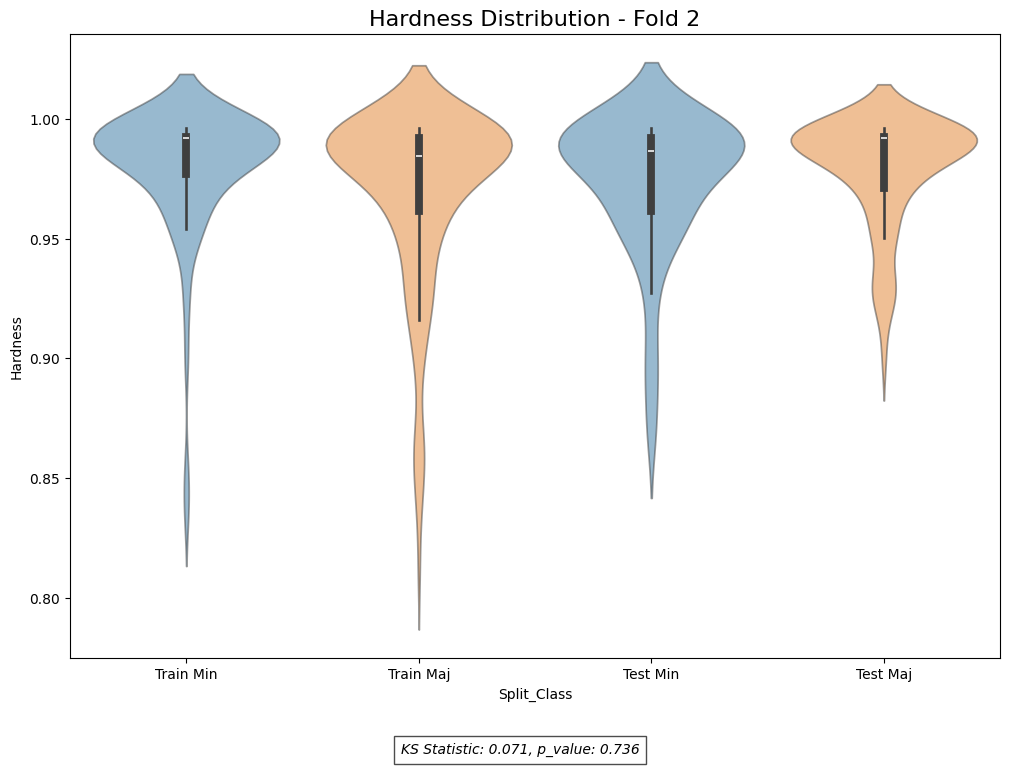 Hardness Distribution - Fold 2
Hardness
1.00
0.95
0.90
0.85
0.80
Train Min
Train Maj
Test Min
Test Maj
Split_Class
KS Statistic: 0.071, p_value: 0.736